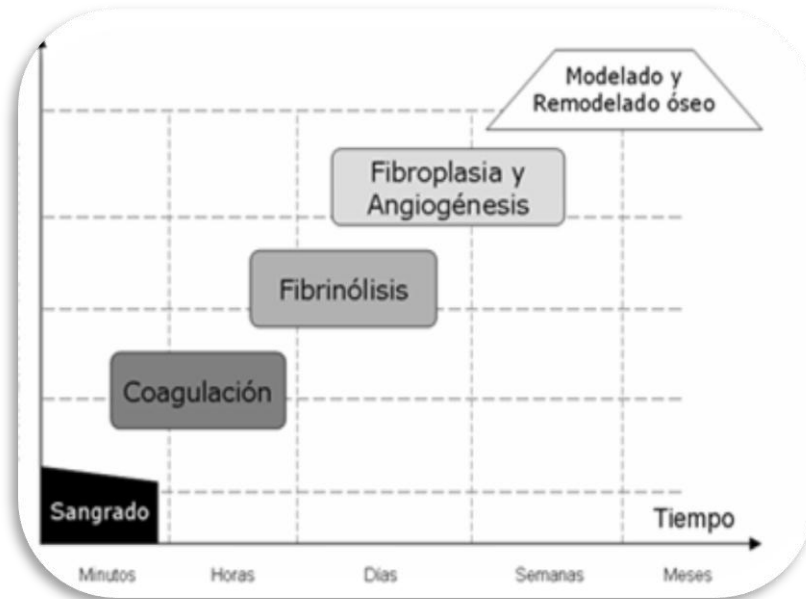 Modelado y
Remodelado óseo
Fibroplasia y
Angiogénesis
Fibrinólisis
Coagulación
Sangrado
Tiempo
Minutos
Horas
Días
Semanas
Meses